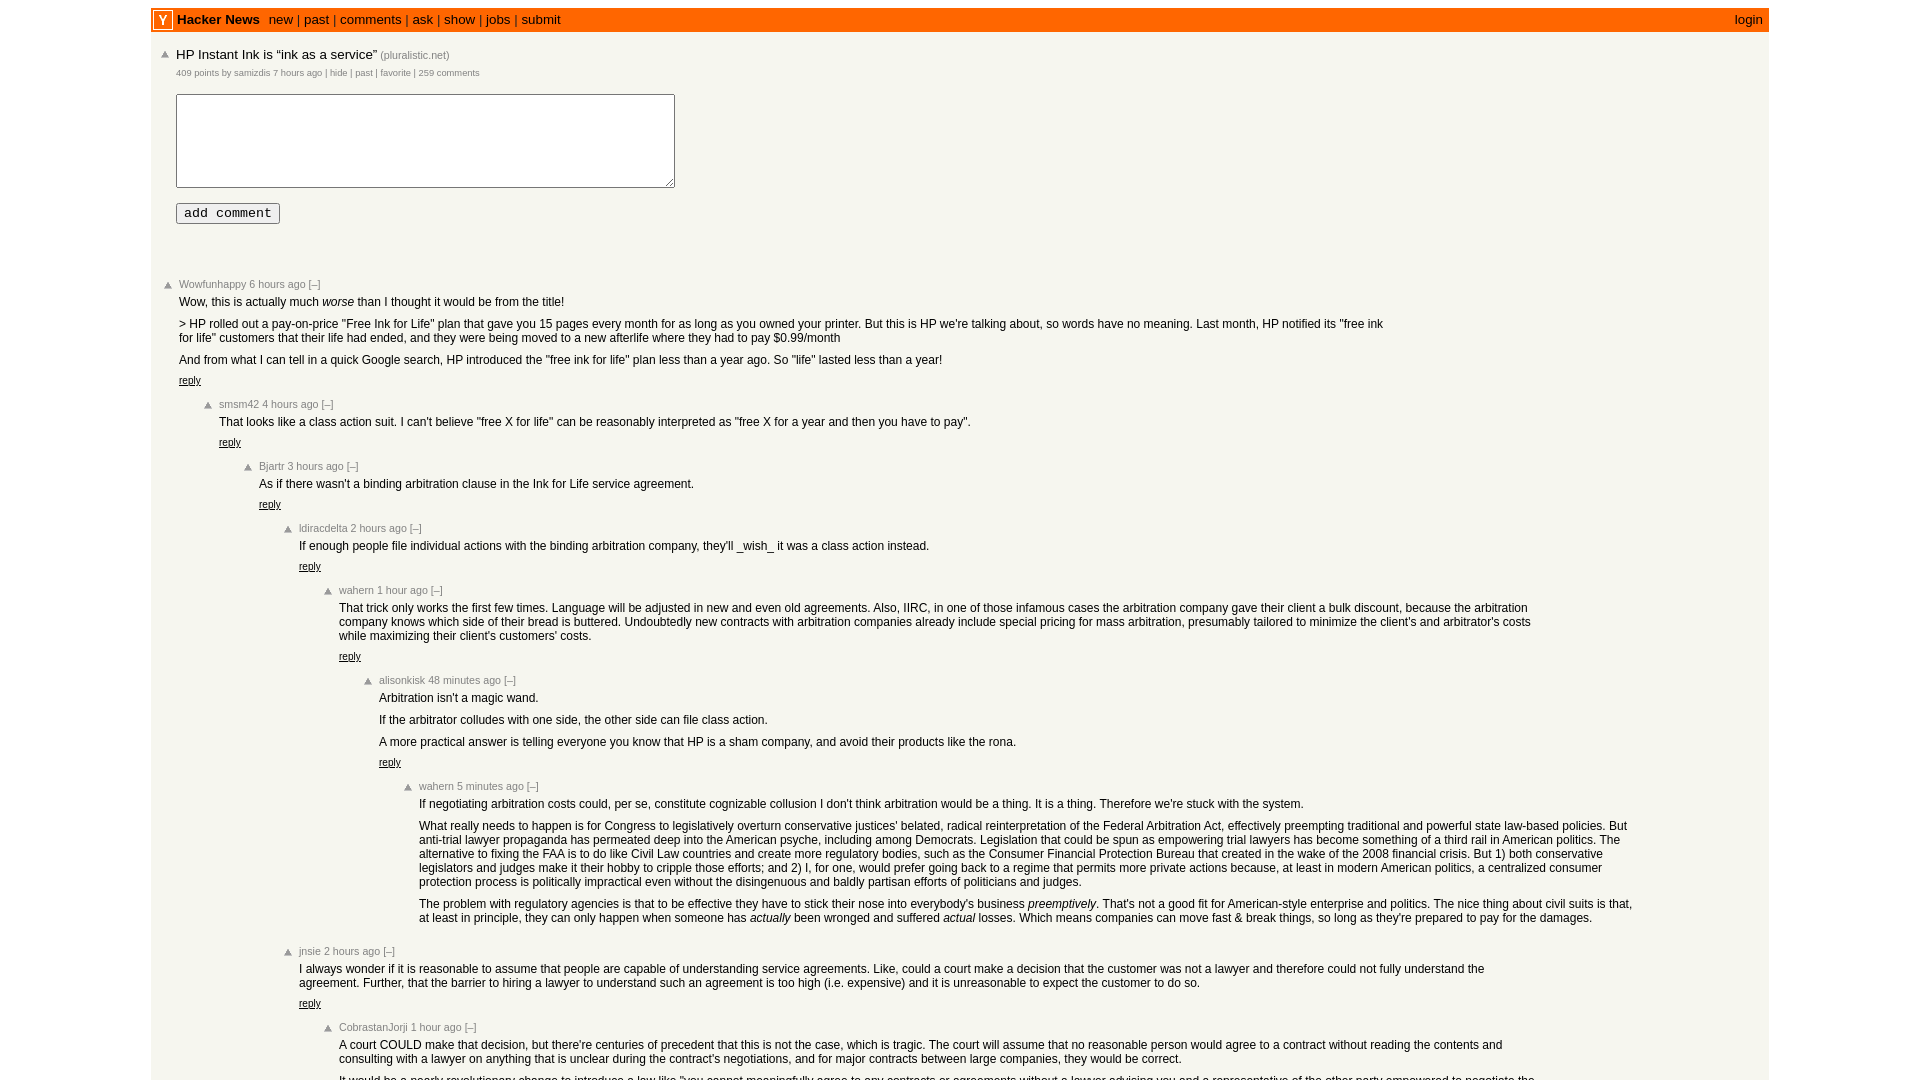 Y Hacker News new | past | comments | ask | show | jobs | submit login
HP Instant Ink is “ink as a service” (pluralistic.net)
409 points by samizdis 7 hours ago | hide | past | favorite | 259 comments
add comment
Wowfunhappy 6 hours ago [–]
Wow, this is actually much worse than I thought it would be from the title!
> HP rolled out a pay-on-price "Free Ink for Life" plan that gave you 15 pages every month for as long as you owned your printer. But this is HP we're talking about, so words have no meaning. Last month, HP notified its "free ink
for life" customers that their life had ended, and they were being moved to a new afterlife where they had to pay $0.99/month
And from what I can tell in a quick Google search, HP introduced the "free ink for life" plan less than a year ago. So "life" lasted less than a year!
reply
smsm42 4 hours ago [–]
That looks like a class action suit. I can't believe "free X for life" can be reasonably interpreted as "free X for a year and then you have to pay".
reply
Bjartr 3 hours ago [–]
As if there wasn't a binding arbitration clause in the Ink for Life service agreement.
reply
ldiracdelta 2 hours ago [–]
If enough people file individual actions with the binding arbitration company, they'll _wish_ it was a class action instead.
reply
wahern 1 hour ago [–]
That trick only works the first few times. Language will be adjusted in new and even old agreements. Also, IIRC, in one of those infamous cases the arbitration company gave their client a bulk discount, because the arbitration
company knows which side of their bread is buttered. Undoubtedly new contracts with arbitration companies already include special pricing for mass arbitration, presumably tailored to minimize the client's and arbitrator's costs
while maximizing their client's customers' costs.
reply
alisonkisk 48 minutes ago [–]
Arbitration isn't a magic wand.
If the arbitrator colludes with one side, the other side can file class action.
A more practical answer is telling everyone you know that HP is a sham company, and avoid their products like the rona.
reply
wahern 5 minutes ago [–]
If negotiating arbitration costs could, per se, constitute cognizable collusion I don't think arbitration would be a thing. It is a thing. Therefore we're stuck with the system.
What really needs to happen is for Congress to legislatively overturn conservative justices' belated, radical reinterpretation of the Federal Arbitration Act, effectively preempting traditional and powerful state law-based policies. But
anti-trial lawyer propaganda has permeated deep into the American psyche, including among Democrats. Legislation that could be spun as empowering trial lawyers has become something of a third rail in American politics. The
alternative to fixing the FAA is to do like Civil Law countries and create more regulatory bodies, such as the Consumer Financial Protection Bureau that created in the wake of the 2008 financial crisis. But 1) both conservative
legislators and judges make it their hobby to cripple those efforts; and 2) I, for one, would prefer going back to a regime that permits more private actions because, at least in modern American politics, a centralized consumer
protection process is politically impractical even without the disingenuous and baldly partisan efforts of politicians and judges.
The problem with regulatory agencies is that to be effective they have to stick their nose into everybody's business preemptively. That's not a good fit for American-style enterprise and politics. The nice thing about civil suits is that,
at least in principle, they can only happen when someone has actually been wronged and suffered actual losses. Which means companies can move fast & break things, so long as they're prepared to pay for the damages.
jnsie 2 hours ago [–]
I always wonder if it is reasonable to assume that people are capable of understanding service agreements. Like, could a court make a decision that the customer was not a lawyer and therefore could not fully understand the
agreement. Further, that the barrier to hiring a lawyer to understand such an agreement is too high (i.e. expensive) and it is unreasonable to expect the customer to do so.
reply
CobrastanJorji 1 hour ago [–]
A court COULD make that decision, but there're centuries of precedent that this is not the case, which is tragic. The court will assume that no reasonable person would agree to a contract without reading the contents and
consulting with a lawyer on anything that is unclear during the contract's negotiations, and for major contracts between large companies, they would be correct.
It would be a nearly revolutionary change to introduce a law like "you cannot meaningfully agree to any contracts or agreements without a lawyer advising you and a representative of the other party empowered to negotiate the